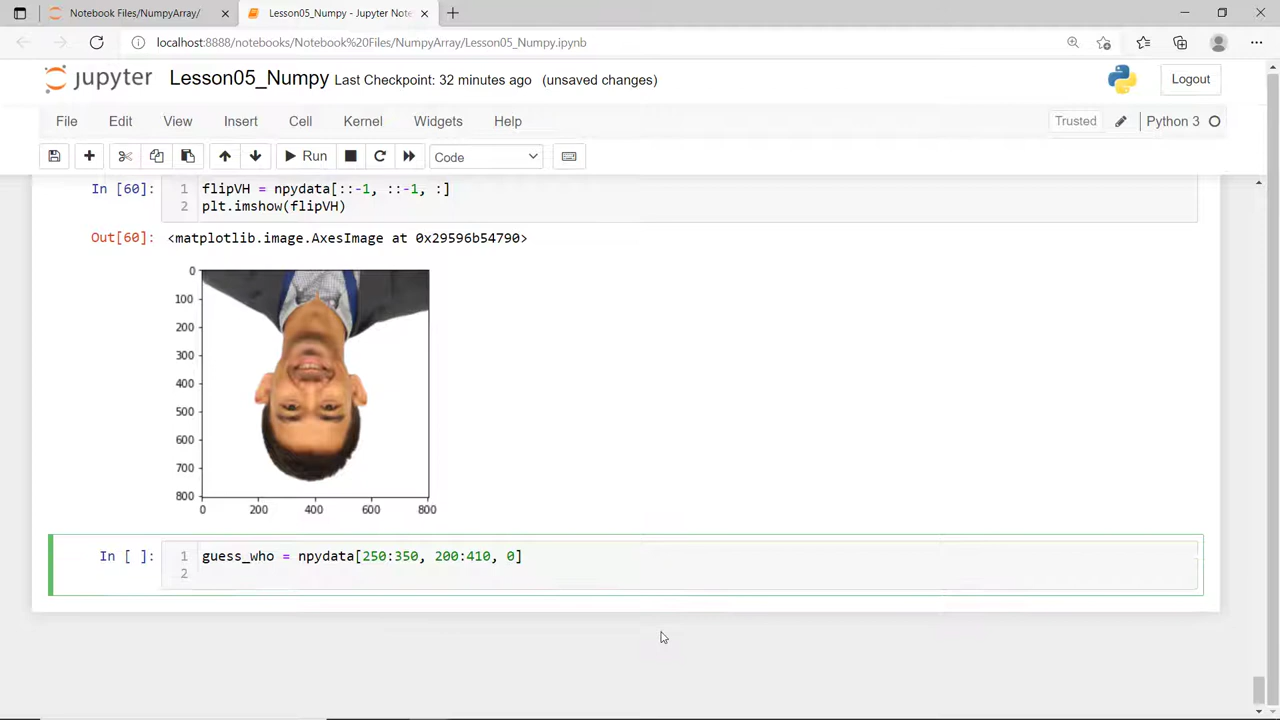 Notebook Files/NumpyArray/
Lesson05_Numpy - Jupyter Note
localhost:8888/notebooks/Notebook%20Files/NumpyArray/Lesson05_Numpy.ipynb
jupyter Lesson05_Numpy Last Checkpoint: 32 minutes ago (unsaved changes) Logout
File Edit View Insert Cell Kernel Widgets Help Trusted Python 3
Run Code
In [60]: 1 flipVH = npydata[::-1, ::-1, :]
2 plt.imshow(flipVH)
Out[60]: <matplotlib.image.AxesImage at 0x29596b54790>
0
100
200
300
400
500
600
700
800
0 200 400 600 800
In [ ]: 1 guess_who = npydata[250:350, 200:410, 0]
2